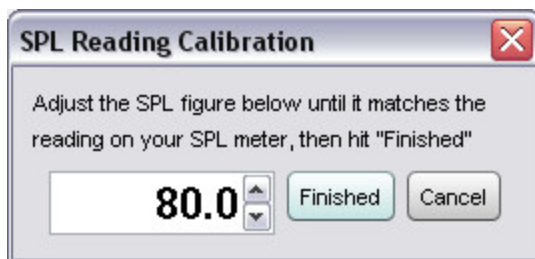 SPL Reading Calibration
Adjust the SPL figure below until it matches the
reading on your SPL meter, then hit "Finished"
80.0 Finished Cancel